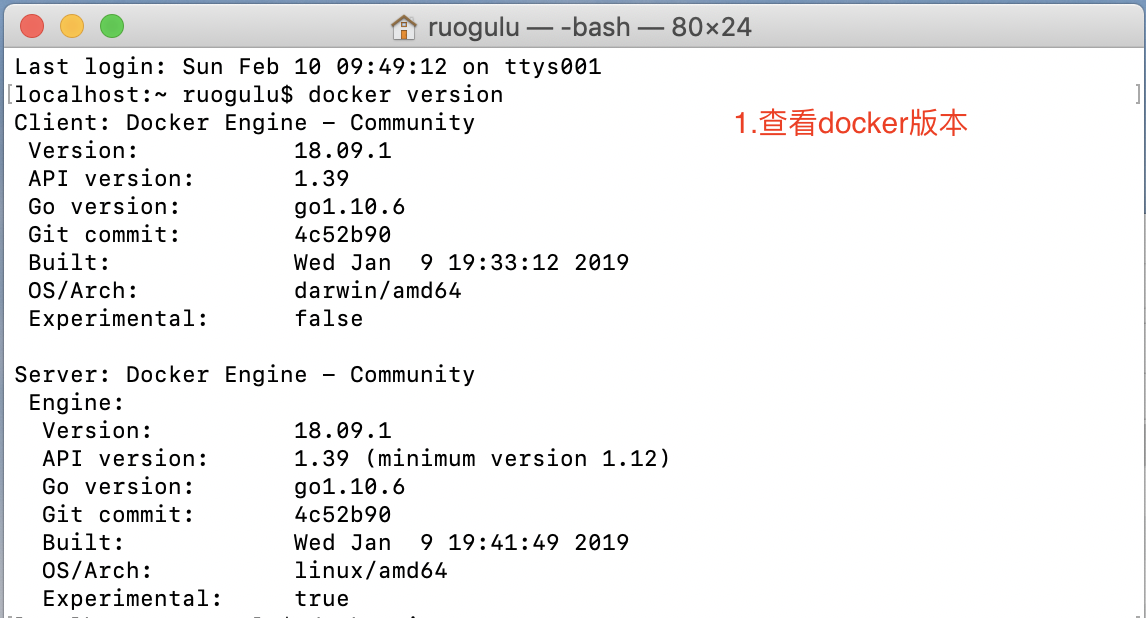 ruogulu — -bash — 80×24
Last login: Sun Feb 10 09:49:12 on ttys001
[localhost:~ ruogulu$ docker version ]
Client: Docker Engine – Community
1.查看docker版本
Version: 18.09.1
API version: 1.39
Go version: go1.10.6
Git commit: 4c52b90
Built: Wed Jan  9 19:33:12 2019
OS/Arch: darwin/amd64
Experimental: false
Server: Docker Engine – Community
Engine:
Version: 18.09.1
API version: 1.39 (minimum version 1.12)
Go version: go1.10.6
Git commit: 4c52b90
Built: Wed Jan  9 19:41:49 2019
OS/Arch: linux/amd64
Experimental: true